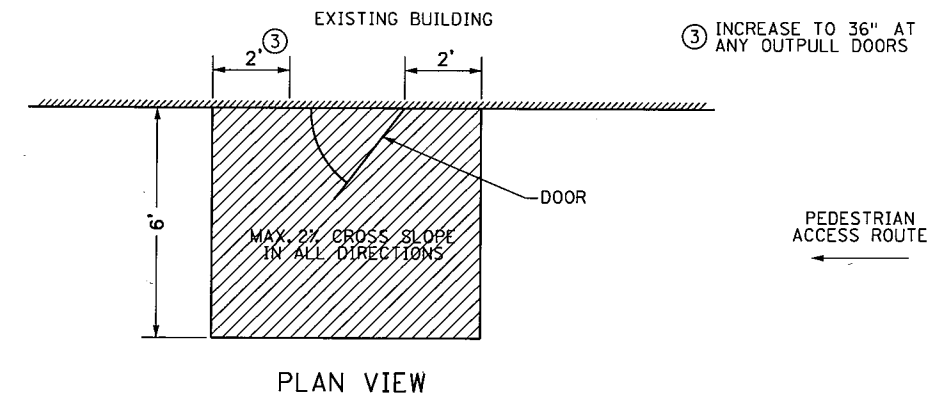 EXISTING BUILDING
③ INCREASE TO 36" AT
ANY OUTPULL DOORS
2' ③
2'
6'
DOOR
MAX. 2% CROSS SLOPE
IN ALL DIRECTIONS
PEDESTRIAN
ACCESS ROUTE
PLAN VIEW